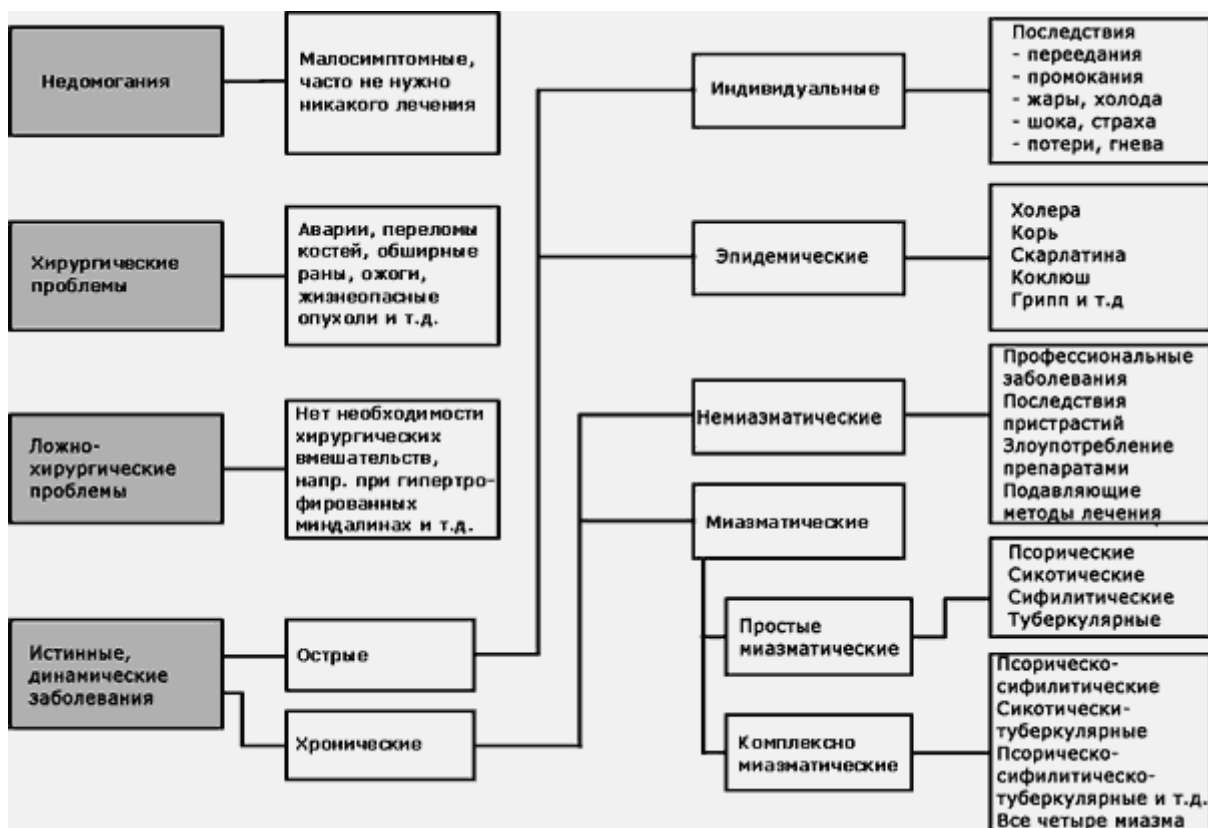 Недомогания
Малосимптомные,
часто не нужно
никакого лечения
Хирургические
проблемы
Аварии, переломы
костей, обширные
раны, ожоги,
жизнеопасные
опухоли и т.д.
Ложно-
хирургические
проблемы
Нет необходимости
хирургических
вмешательств,
напр. при гипертро-
фированных
миндалинах и т.д.
Истинные,
динамические
заболевания
Острые
Хронические
Индивидуальные
Последствия
- переедания
- промокания
- жары, холода
- шока, страха
- потери, гнева
Эпидемические
Холера
Корь
Скарлатина
Коклюш
Грипп и т.д
Немиазматические
Профессиональные
заболевания
Последствия
пристрастий
Злоупотребление
препаратами
Подавляющие
методы лечения
Миазматические
Простые
миазматические
Псорические
Сикотические
Сифилитические
Туберкулярные
Комплексно
миазматические
Псорическо-
сифилитические
Сикотически-
туберкулярные
Псорическо-
сифилитическо-
туберкулярные и т.д.
Все четыре миазма